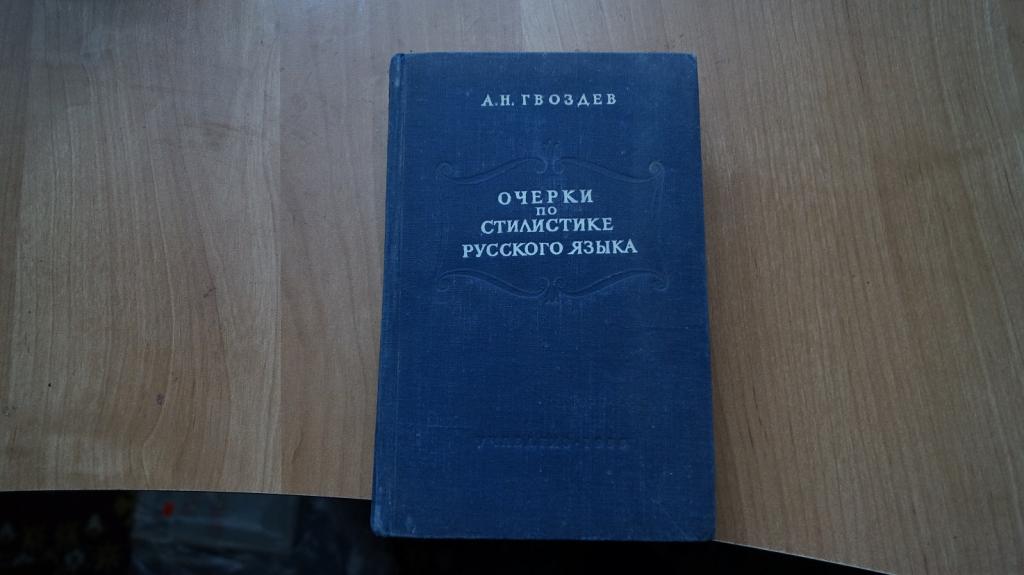 А.Н. ГВОЗДЕВ
ОЧЕРКИ
ПО
СТИЛИСТИКЕ
РУССКОГО ЯЗЫКА